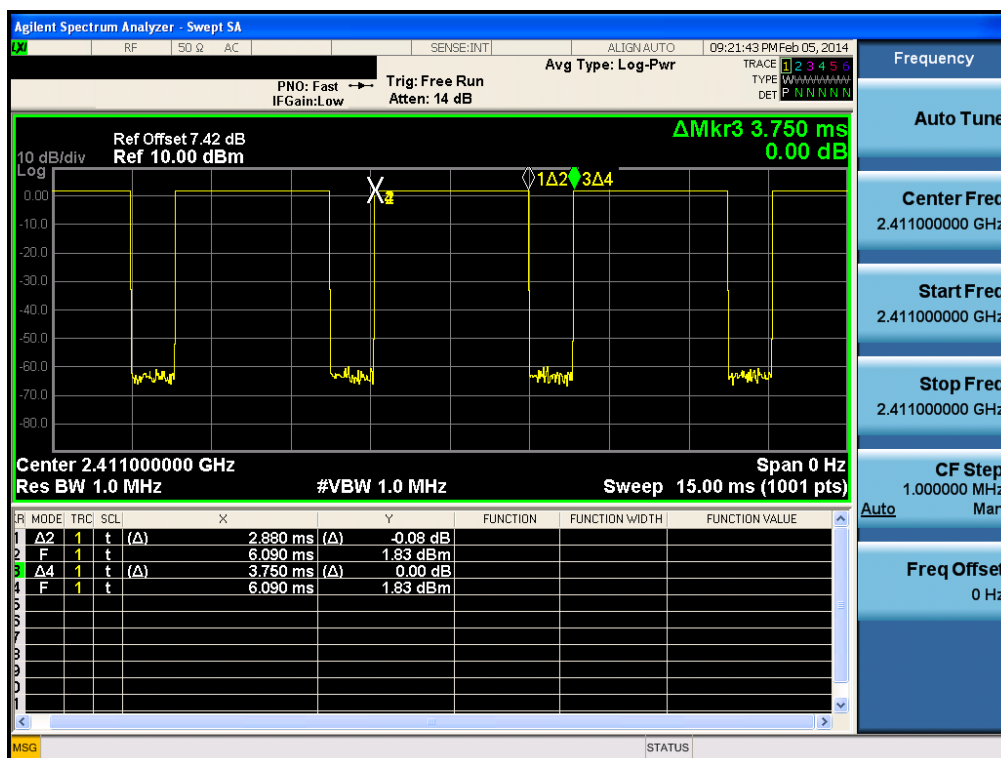 Agilent Spectrum Analyzer - Swept SA
LXI RF 50 Ω AC SENSE:INT ALIGN AUTO 09:21:43 PM Feb 05, 2014
Avg Type: Log-Pwr
TRACE 1 2 3 4 5 6
TYPE
DET P N N N N N
PNO: Fast
IFGain:Low
Trig: Free Run
Atten: 14 dB
ΔMkr3 3.750 ms
0.00 dB
Ref Offset 7.42 dB
10 dB/div Ref 10.00 dBm
Log
0.00
-10.0
-20.0
-30.0
-40.0
-50.0
-60.0
-70.0
-80.0
1Δ2 3Δ4
Center 2.411000000 GHz Span 0 Hz
Res BW 1.0 MHz #VBW 1.0 MHz Sweep 15.00 ms (1001 pts)
KR MODE TRC SCL X Y FUNCTION FUNCTION WIDTH FUNCTION VALUE
1 Δ2 1 t (Δ) 2.880 ms (Δ) -0.08 dB
2 F 1 t 6.090 ms 1.83 dBm
3 Δ4 1 t (Δ) 3.750 ms (Δ) 0.00 dB
4 F 1 t 6.090 ms 1.83 dBm
5
6
7
8
9
MSG STATUS
Frequency
Auto Tune
Center Freq
2.411000000 GHz
Start Freq
2.411000000 GHz
Stop Freq
2.411000000 GHz
CF Step
1.000000 MHz
Auto Man
Freq Offset
0 Hz